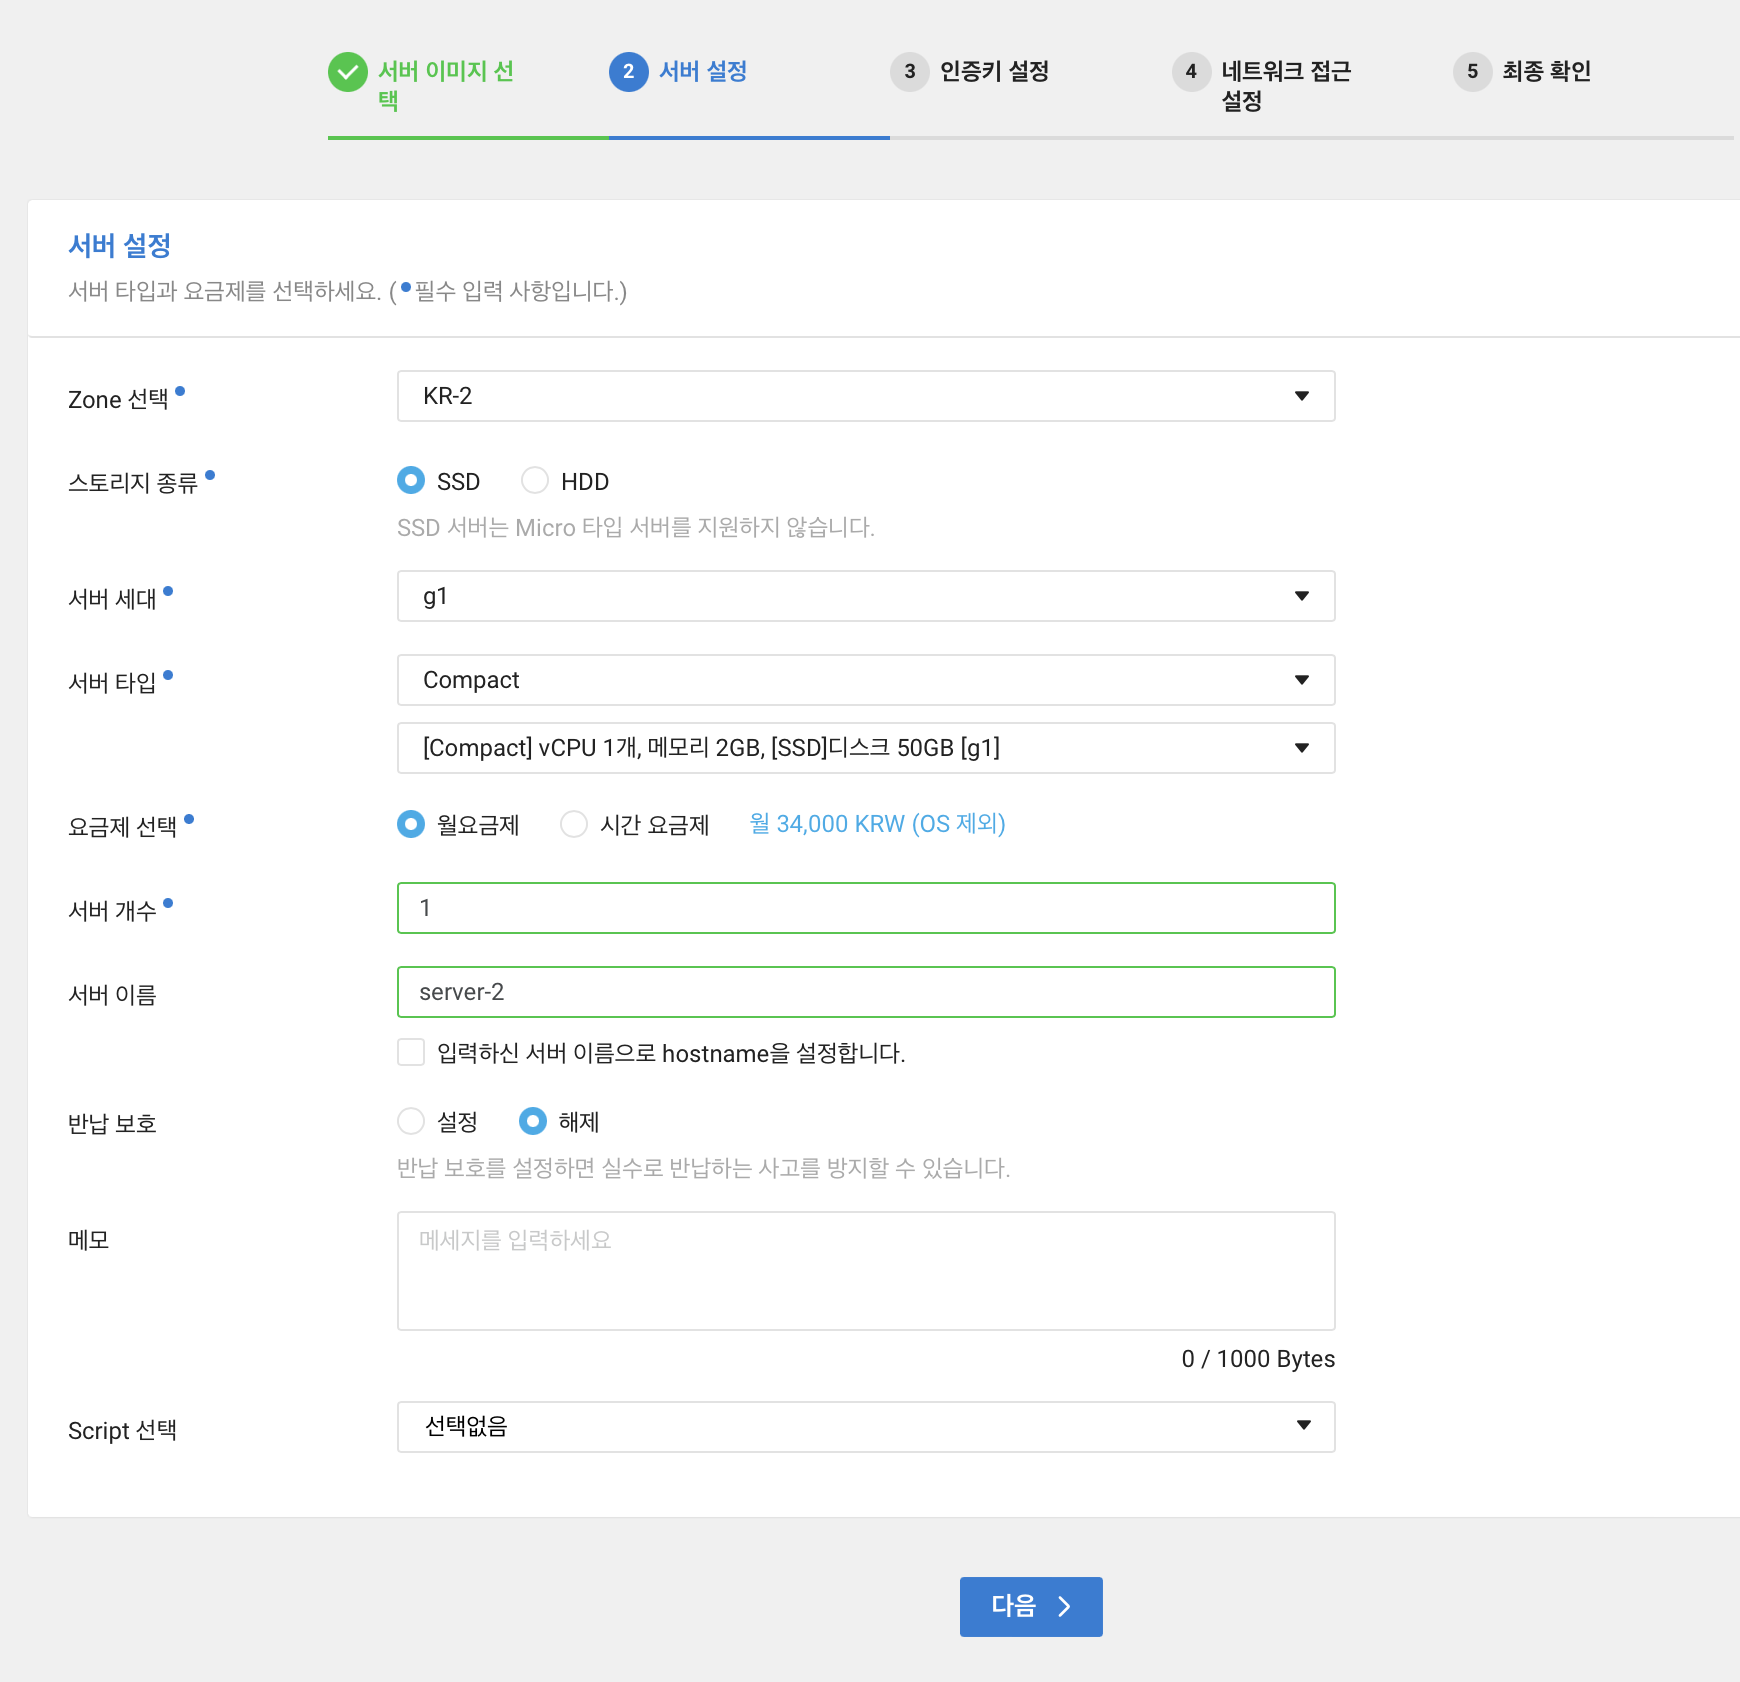 서버 이미지 선
택
2 서버 설정
3 인증키 설정
4 네트워크 접근
설정
5 최종 확인
서버 설정
서버 타입과 요금제를 선택하세요. (•필수 입력 사항입니다.)
Zone 선택 •
KR-2
스토리지 종류 •
SSD HDD
SSD 서버는 Micro 타입 서버를 지원하지 않습니다.
서버 세대 •
g1
서버 타입 •
Compact
[Compact] vCPU 1개, 메모리 2GB, [SSD]디스크 50GB [g1]
요금제 선택 •
월요금제 시간 요금제 월 34,000 KRW (OS 제외)
서버 개수 •
1
서버 이름
server-2
입력하신 서버 이름으로 hostname을 설정합니다.
반납 보호
설정 해제
반납 보호를 설정하면 실수로 반납하는 사고를 방지할 수 있습니다.
메모
메세지를 입력하세요
0 / 1000 Bytes
Script 선택
선택없음
다음